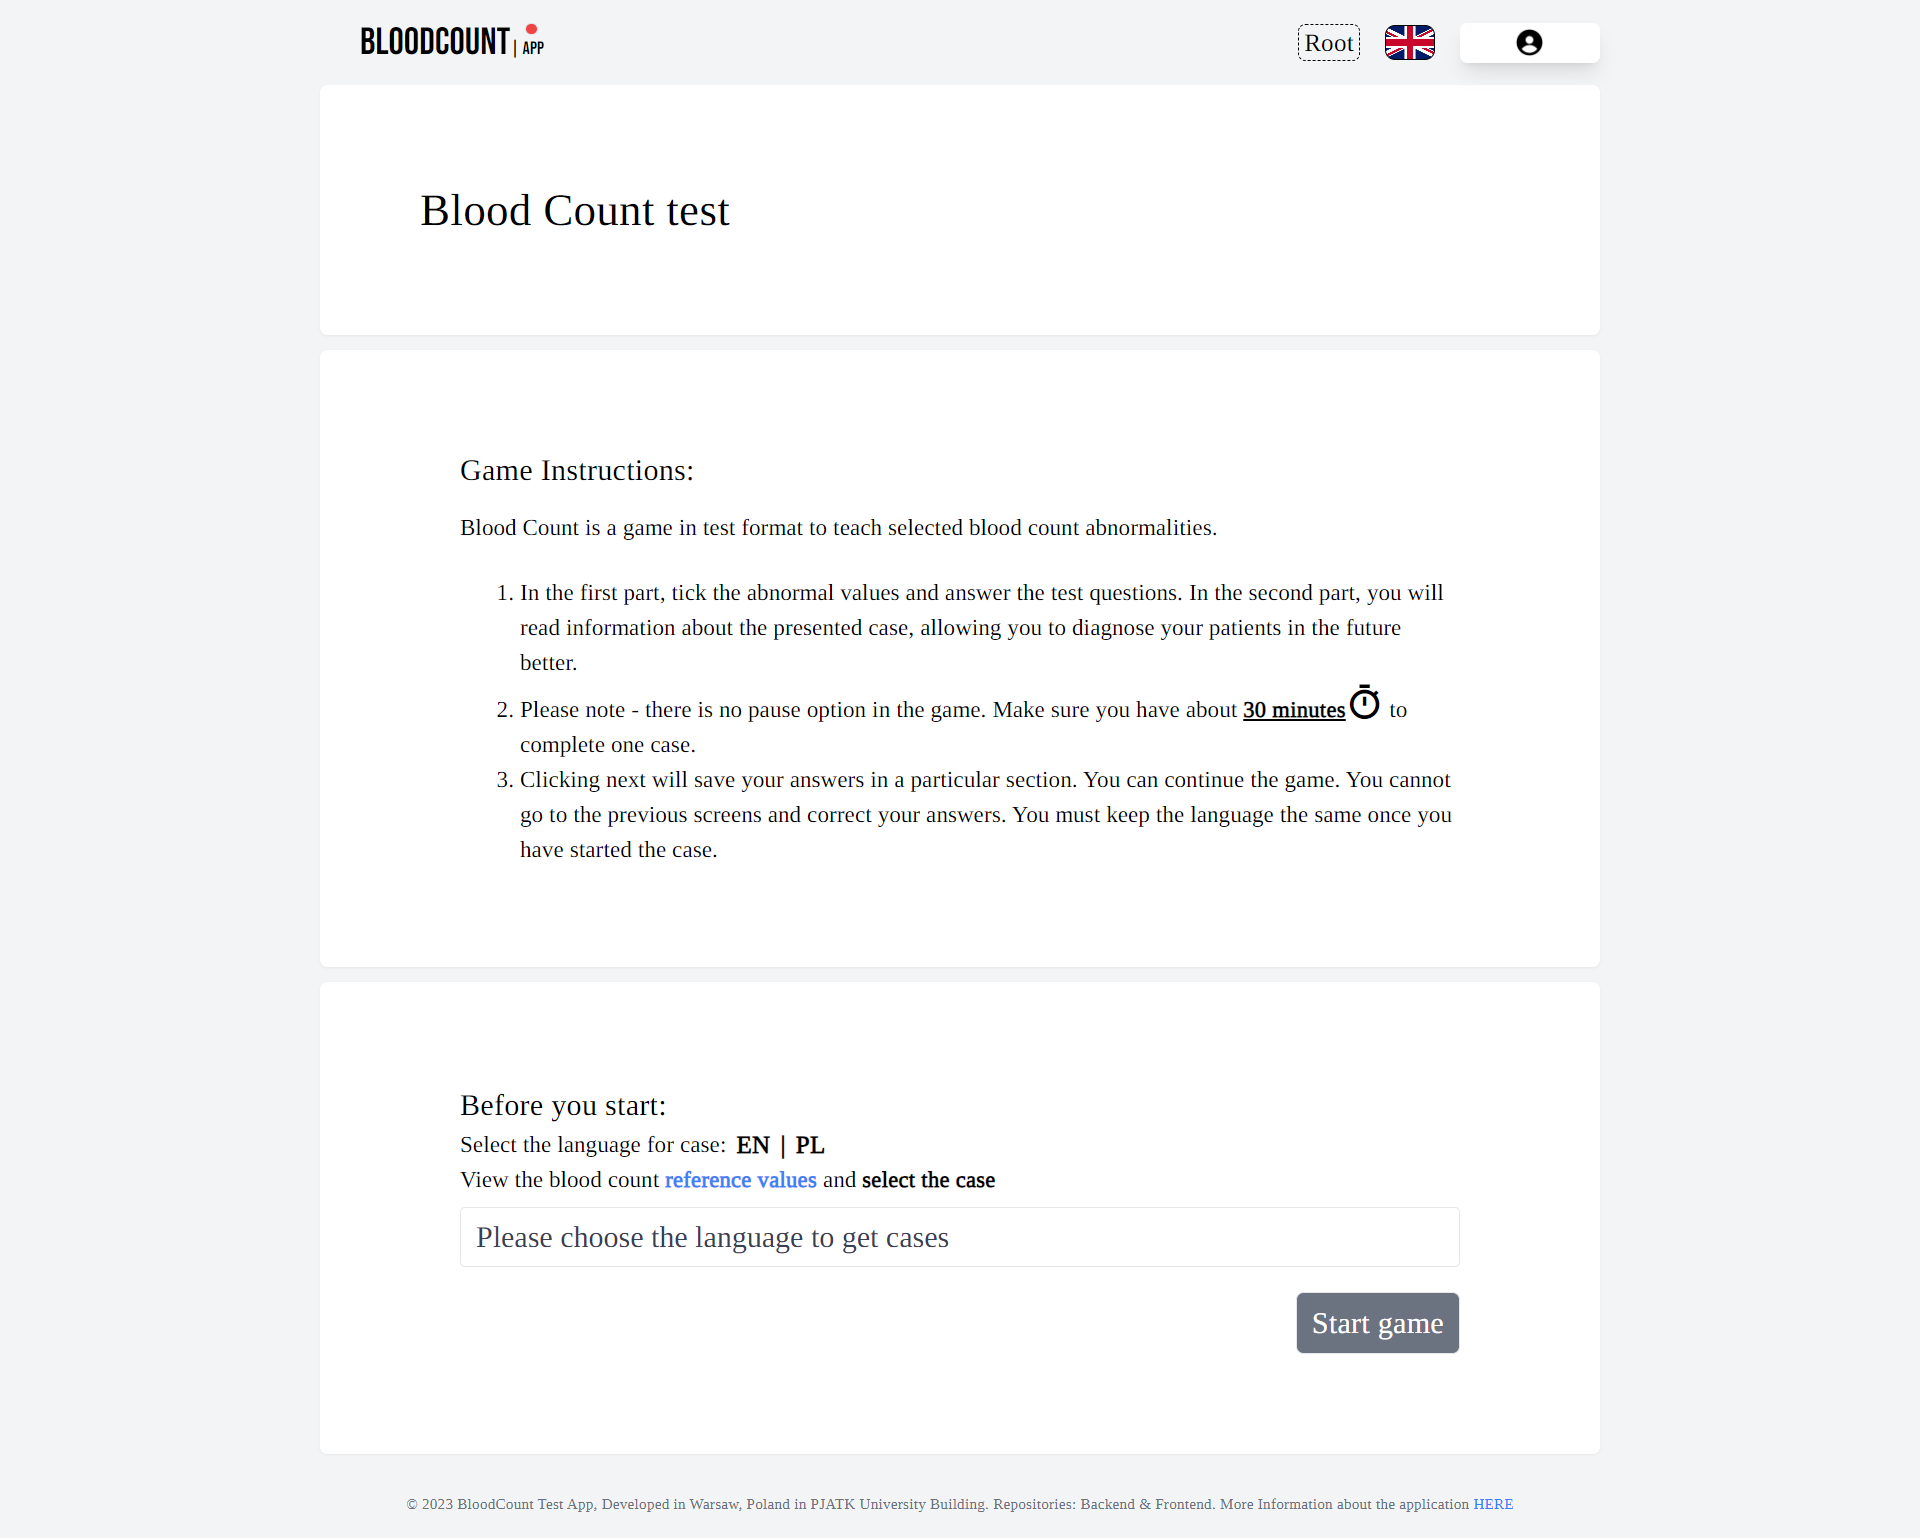 BLOODCOUNT | APP
Root
Blood Count test
Game Instructions:
Blood Count is a game in test format to teach selected blood count abnormalities.
1. In the first part, tick the abnormal values and answer the test questions. In the second part, you will
read information about the presented case, allowing you to diagnose your patients in the future
better.
2. Please note - there is no pause option in the game. Make sure you have about 30 minutes to
complete one case.
3. Clicking next will save your answers in a particular section. You can continue the game. You cannot
go to the previous screens and correct your answers. You must keep the language the same once you
have started the case.
Before you start:
Select the language for case: EN | PL
View the blood count reference values and select the case
Please choose the language to get cases
Start game
© 2023 BloodCount Test App, Developed in Warsaw, Poland in PJATK University Building. Repositories: Backend & Frontend. More Information about the application HERE